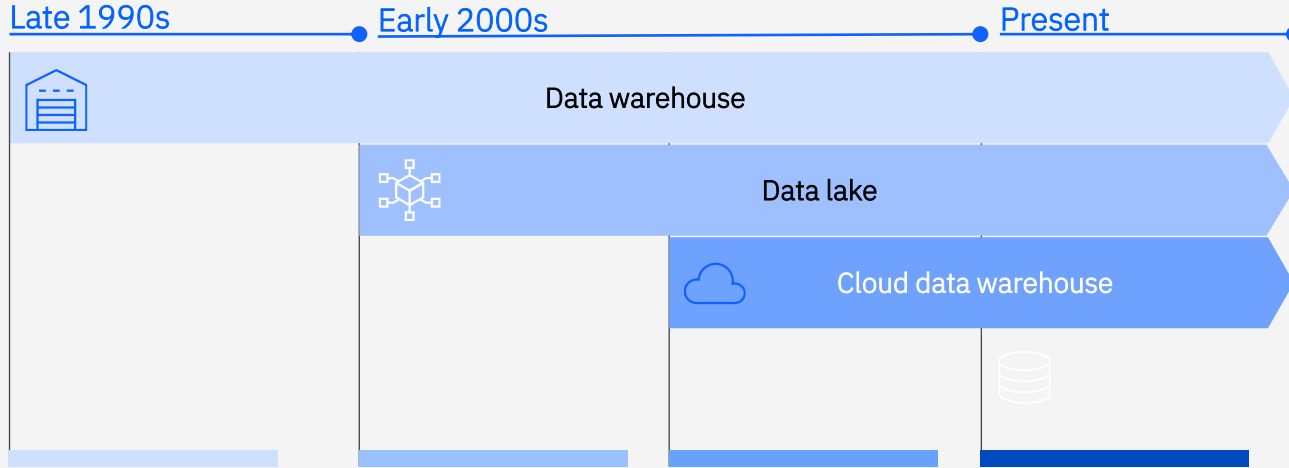 Late 1990s
Early 2000s
Present
Data warehouse
Data lake
Cloud data warehouse